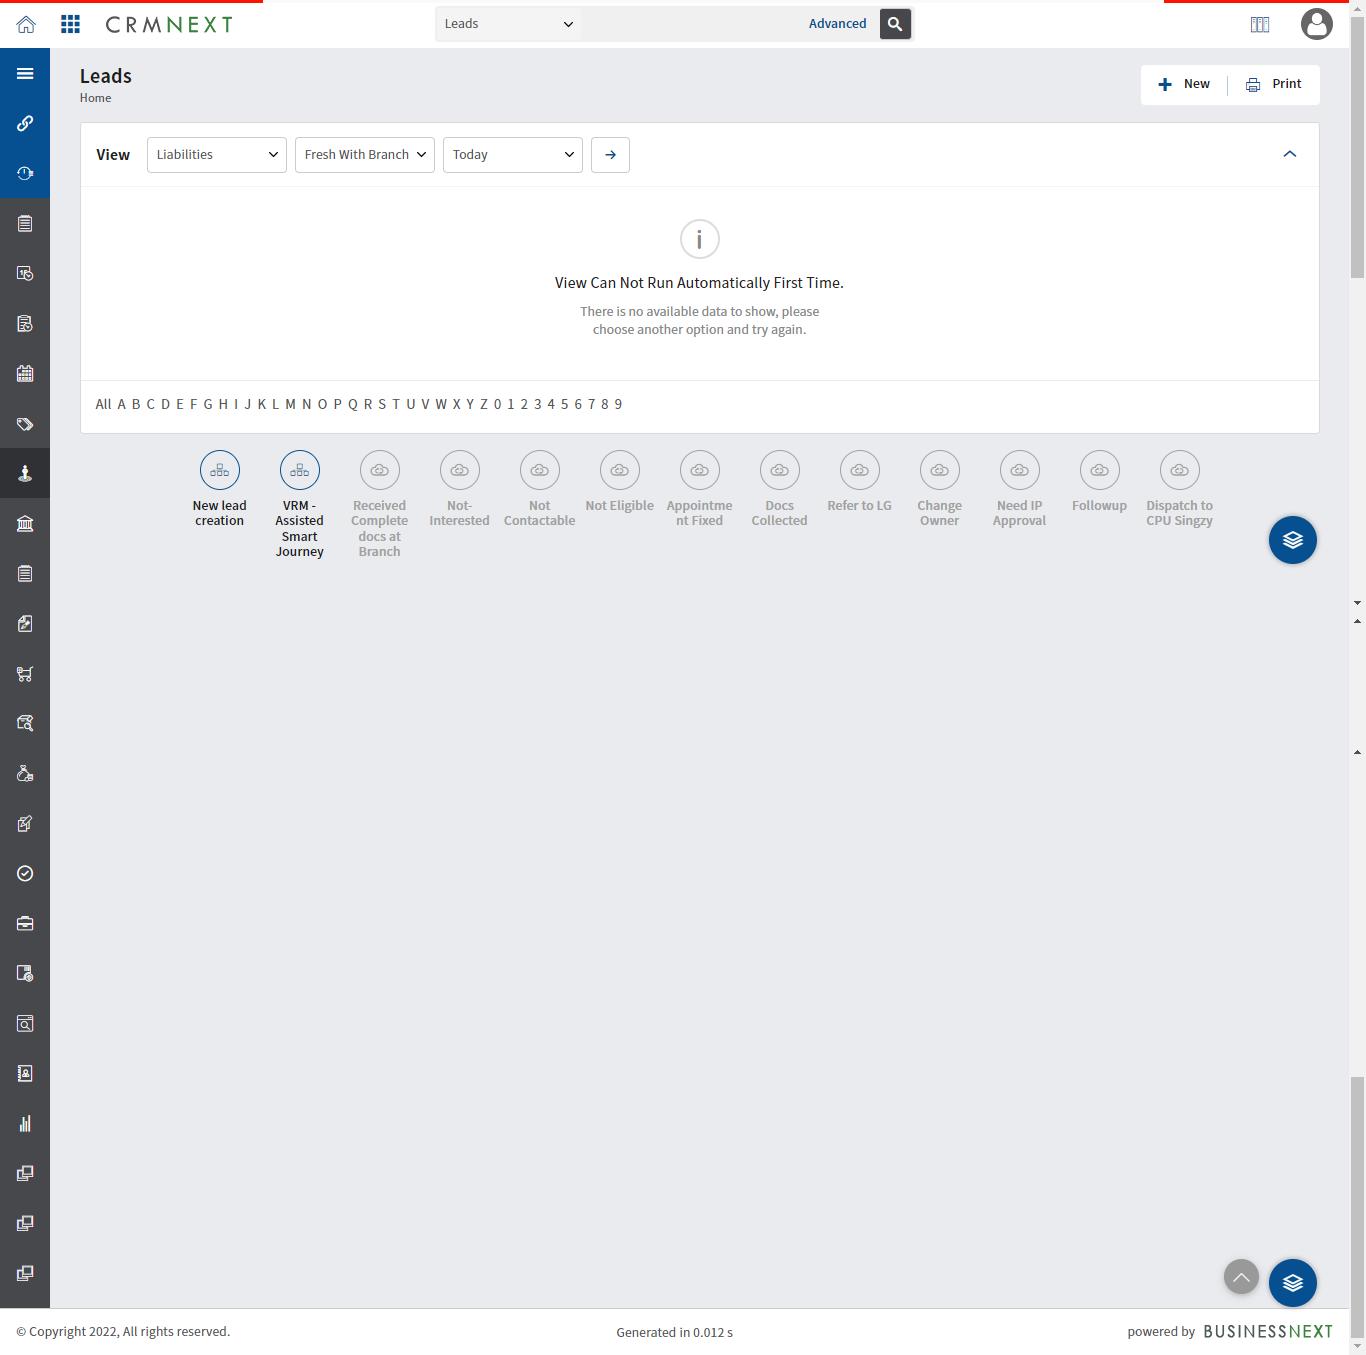 CRMNEXT
Leads
Advanced
Leads
Home
New
Print
View
Liabilities
Fresh With Branch
Today
View Can Not Run Automatically First Time.
There is no available data to show, please
choose another option and try again.
All A B C D E F G H I J K L M N O P Q R S T U V W X Y Z 0 1 2 3 4 5 6 7 8 9
New lead
creation
VRM -
Assisted
Smart
Journey
Received
Complete
docs at
Branch
Not-
Interested
Not
Contactable
Not Eligible
Appointme
nt Fixed
Docs
Collected
Refer to LG
Change
Owner
Need IP
Approval
Followup
Dispatch to
CPU Singzy
© Copyright 2022, All rights reserved.
Generated in 0.012 s
powered by BUSINESSNEXT